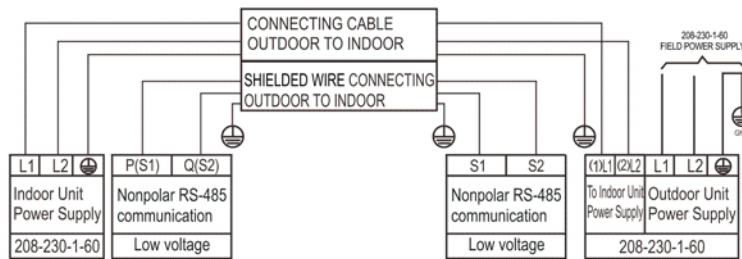 CONNECTING CABLE
OUTDOOR TO INDOOR
SHIELDED WIRE CONNECTING
OUTDOOR TO INDOOR
208-230-1-60
FIELD POWER SUPPLY
L1 L2
P(S1) Q(S2)
S1 S2
(1)L1 (2)L2 L1 L2
Indoor Unit
Power Supply
Nonpolar RS-485
communication
Nonpolar RS-485
communication
To Indoor Unit
Power Supply
Outdoor Unit
Power Supply
208-230-1-60
Low voltage
Low voltage
208-230-1-60